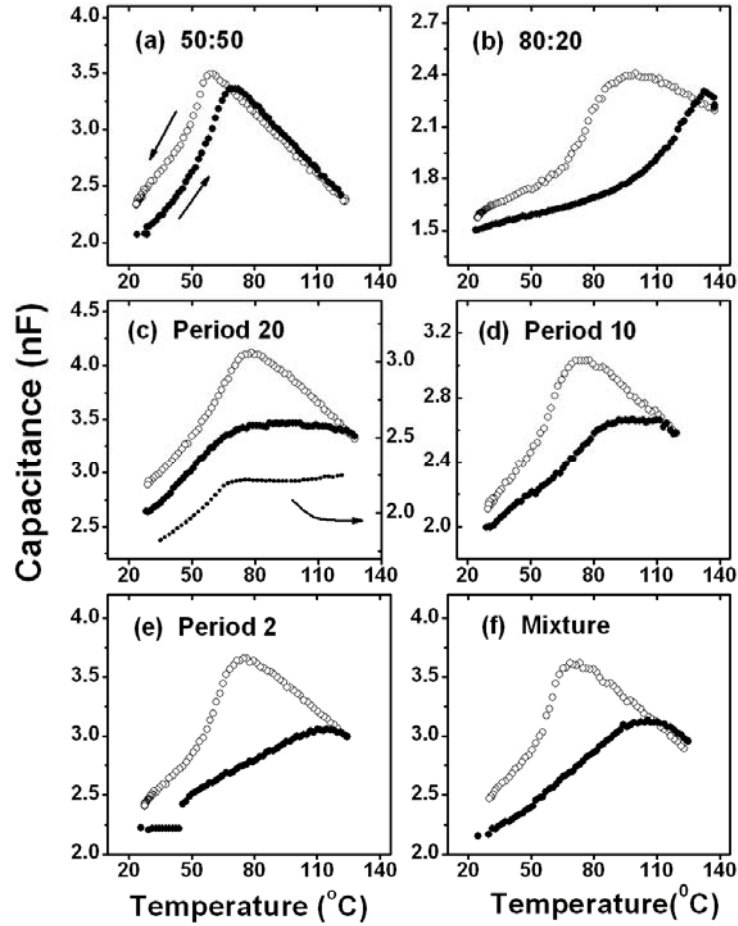 Capacitance (nF)
(a) 50:50
4.0
3.5
3.0
2.5
2.0
20 50 80 110 140
(b) 80:20
2.7
2.4
2.1
1.8
1.5
20 50 80 110 140
(c) Period 20
4.5
4.0
3.5
3.0
2.5
3.0
2.5
2.0
20 50 80 110 140
(d) Period 10
3.2
2.8
2.4
2.0
20 50 80 110 140
(e) Period 2
4.0
3.5
3.0
2.5
2.0
20 50 80 110 140
Temperature (°C)
(f) Mixture
4.0
3.5
3.0
2.5
2.0
20 50 80 110 140
Temperature(⁰C)